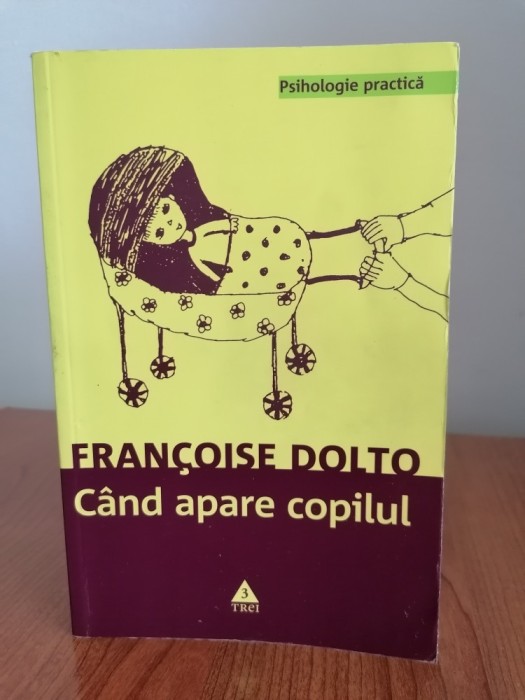 Psihologie practică
FRANÇOISE DOLTO
Când apare copilul
3
TREI